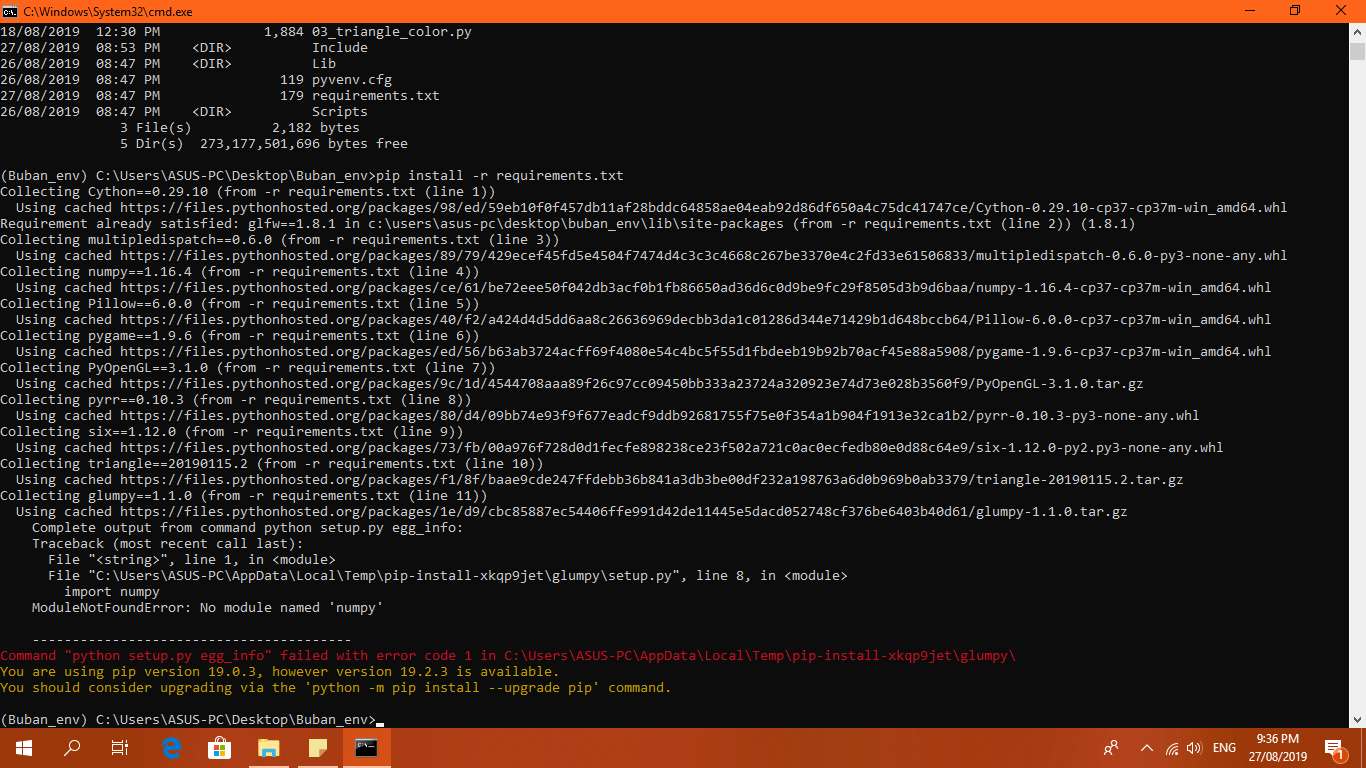 C:\Windows\System32\cmd.exe
18/08/2019  12:30 PM             1,884 03_triangle_color.py
27/08/2019  08:53 PM    <DIR>          Include
26/08/2019  08:47 PM    <DIR>          Lib
26/08/2019  08:47 PM               119 pyvenv.cfg
27/08/2019  08:47 PM               179 requirements.txt
26/08/2019  08:47 PM    <DIR>          Scripts
               3 File(s)          2,182 bytes
               5 Dir(s)  273,177,501,696 bytes free
(Buban_env) C:\Users\ASUS-PC\Desktop\Buban_env>pip install -r requirements.txt
Collecting Cython==0.29.10 (from -r requirements.txt (line 1))
  Using cached https://files.pythonhosted.org/packages/98/ed/59eb10f0f457db11af28bddc64858ae04eab92d86df650a4c75dc41747ce/Cython-0.29.10-cp37-cp37m-win_amd64.whl
Requirement already satisfied: glfw==1.8.1 in c:\users\asus-pc\desktop\buban_env\lib\site-packages (from -r requirements.txt (line 2)) (1.8.1)
Collecting multipledispatch==0.6.0 (from -r requirements.txt (line 3))
  Using cached https://files.pythonhosted.org/packages/89/79/429ecef45fd5e4504f7474d4c3c3c4668c267be3370e4c2fd33e61506833/multipledispatch-0.6.0-py3-none-any.whl
Collecting numpy==1.16.4 (from -r requirements.txt (line 4))
  Using cached https://files.pythonhosted.org/packages/ce/61/be72eee50f042db3acf0b1fb86650ad36d6c0d9be9fc29f8505d3b9d6baa/numpy-1.16.4-cp37-cp37m-win_amd64.whl
Collecting Pillow==6.0.0 (from -r requirements.txt (line 5))
  Using cached https://files.pythonhosted.org/packages/40/f2/a424d4d5dd6aa8c26636969decbb3da1c01286d344e71429b1d648bccb64/Pillow-6.0.0-cp37-cp37m-win_amd64.whl
Collecting pygame==1.9.6 (from -r requirements.txt (line 6))
  Using cached https://files.pythonhosted.org/packages/ed/56/b63ab3724acff69f4080e54c4bc5f55d1fbdeeb19b92b70acf45e88a5908/pygame-1.9.6-cp37-cp37m-win_amd64.whl
Collecting PyOpenGL==3.1.0 (from -r requirements.txt (line 7))
  Using cached https://files.pythonhosted.org/packages/9c/1d/4544708aaa89f26c97cc09450bb333a23724a320923e74d73e028b3560f9/PyOpenGL-3.1.0.tar.gz
Collecting pyrr==0.10.3 (from -r requirements.txt (line 8))
  Using cached https://files.pythonhosted.org/packages/80/d4/09bb74e93f9f677eadcf9ddb92681755f75e0f354a1b904f1913e32ca1b2/pyrr-0.10.3-py3-none-any.whl
Collecting six==1.12.0 (from -r requirements.txt (line 9))
  Using cached https://files.pythonhosted.org/packages/73/fb/00a976f728d0d1fecfe898238ce23f502a721c0ac0ecfedb80e0d88c64e9/six-1.12.0-py2.py3-none-any.whl
Collecting triangle==20190115.2 (from -r requirements.txt (line 10))
  Using cached https://files.pythonhosted.org/packages/f1/8f/baae9cde247ffdebb36b841a3db3be00df232a198763a6d0b969b0ab3379/triangle-20190115.2.tar.gz
Collecting glumpy==1.1.0 (from -r requirements.txt (line 11))
  Using cached https://files.pythonhosted.org/packages/1e/d9/cbc85887ec54406ffe991d42de11445e5dacd052748cf376be6403b40d61/glumpy-1.1.0.tar.gz
    Complete output from command python setup.py egg_info:
    Traceback (most recent call last):
      File "<string>", line 1, in <module>
      File "C:\Users\ASUS-PC\AppData\Local\Temp\pip-install-xkqp9jet\glumpy\setup.py", line 8, in <module>
        import numpy
    ModuleNotFoundError: No module named 'numpy'
    ----------------------------------------
Command "python setup.py egg_info" failed with error code 1 in C:\Users\ASUS-PC\AppData\Local\Temp\pip-install-xkqp9jet\glumpy\
You are using pip version 19.0.3, however version 19.2.3 is available.
You should consider upgrading via the 'python -m pip install --upgrade pip' command.
(Buban_env) C:\Users\ASUS-PC\Desktop\Buban_env>
ENG
9:36 PM
27/08/2019
1